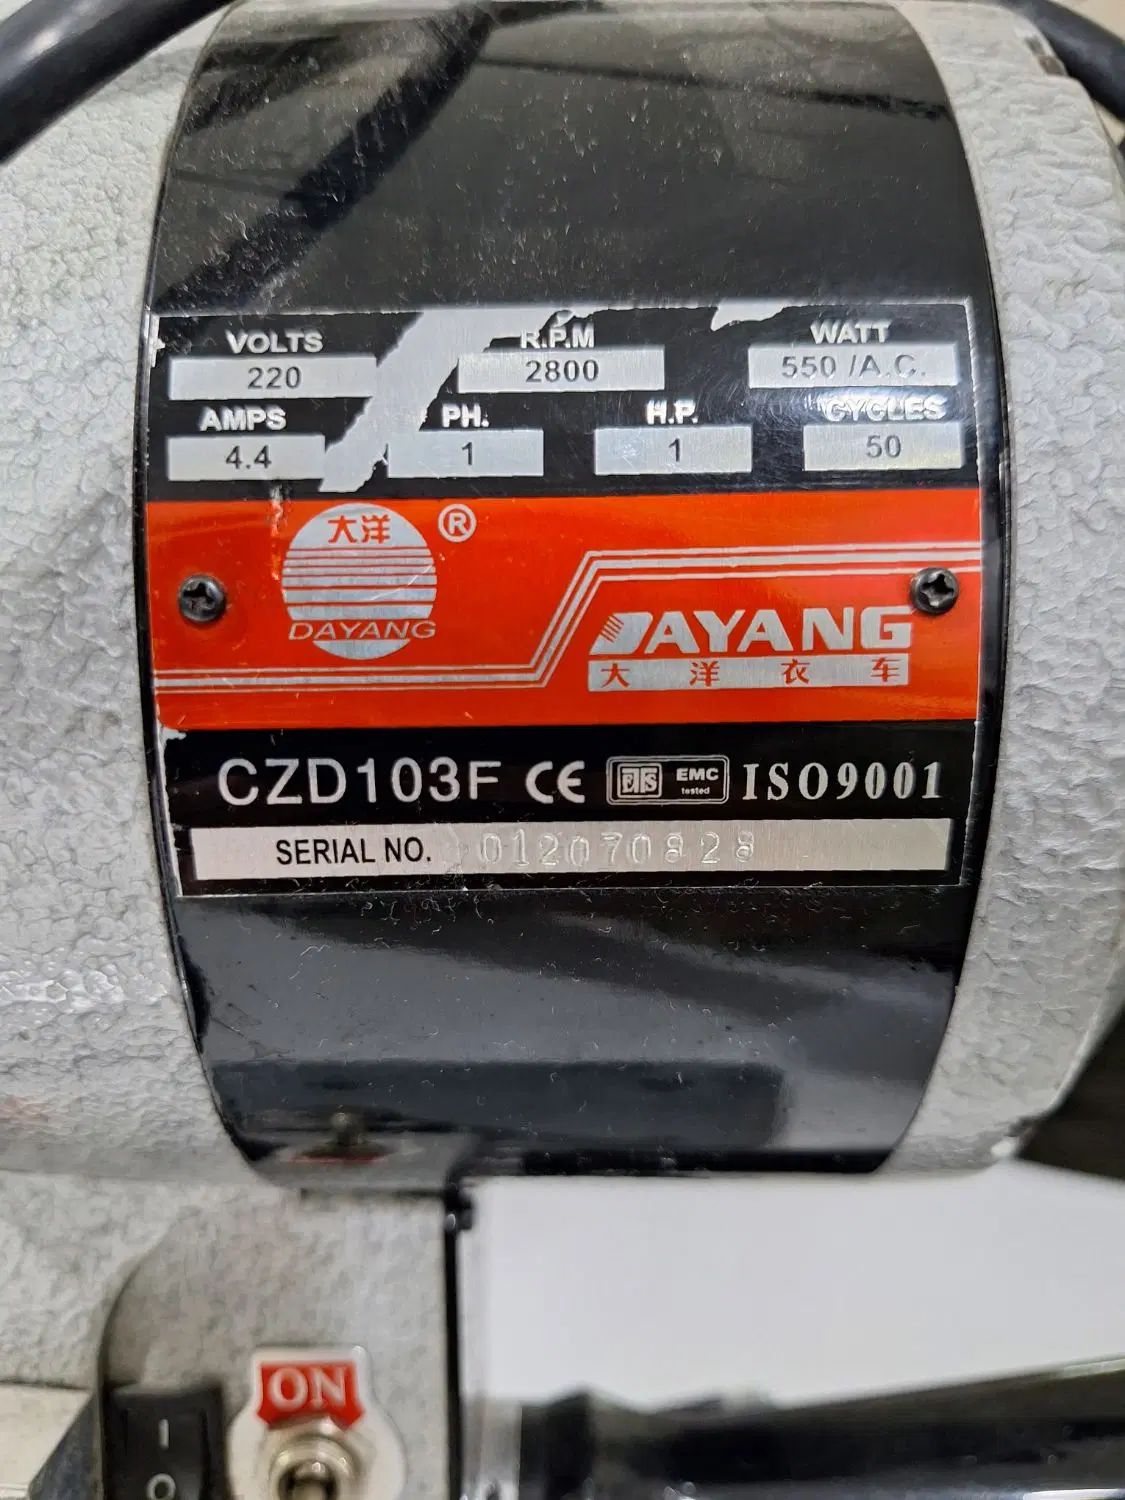 VOLTS R.P.M WATT
220 2800 550 /A.C.
AMPS PH. H.P. CYCLES
4.4 1 1 50
大洋 ®
DAYANG
DAYANG
大洋衣车
CZD103F CE ETS EMC tested ISO9001
SERIAL NO. 012070828
ON
I
O